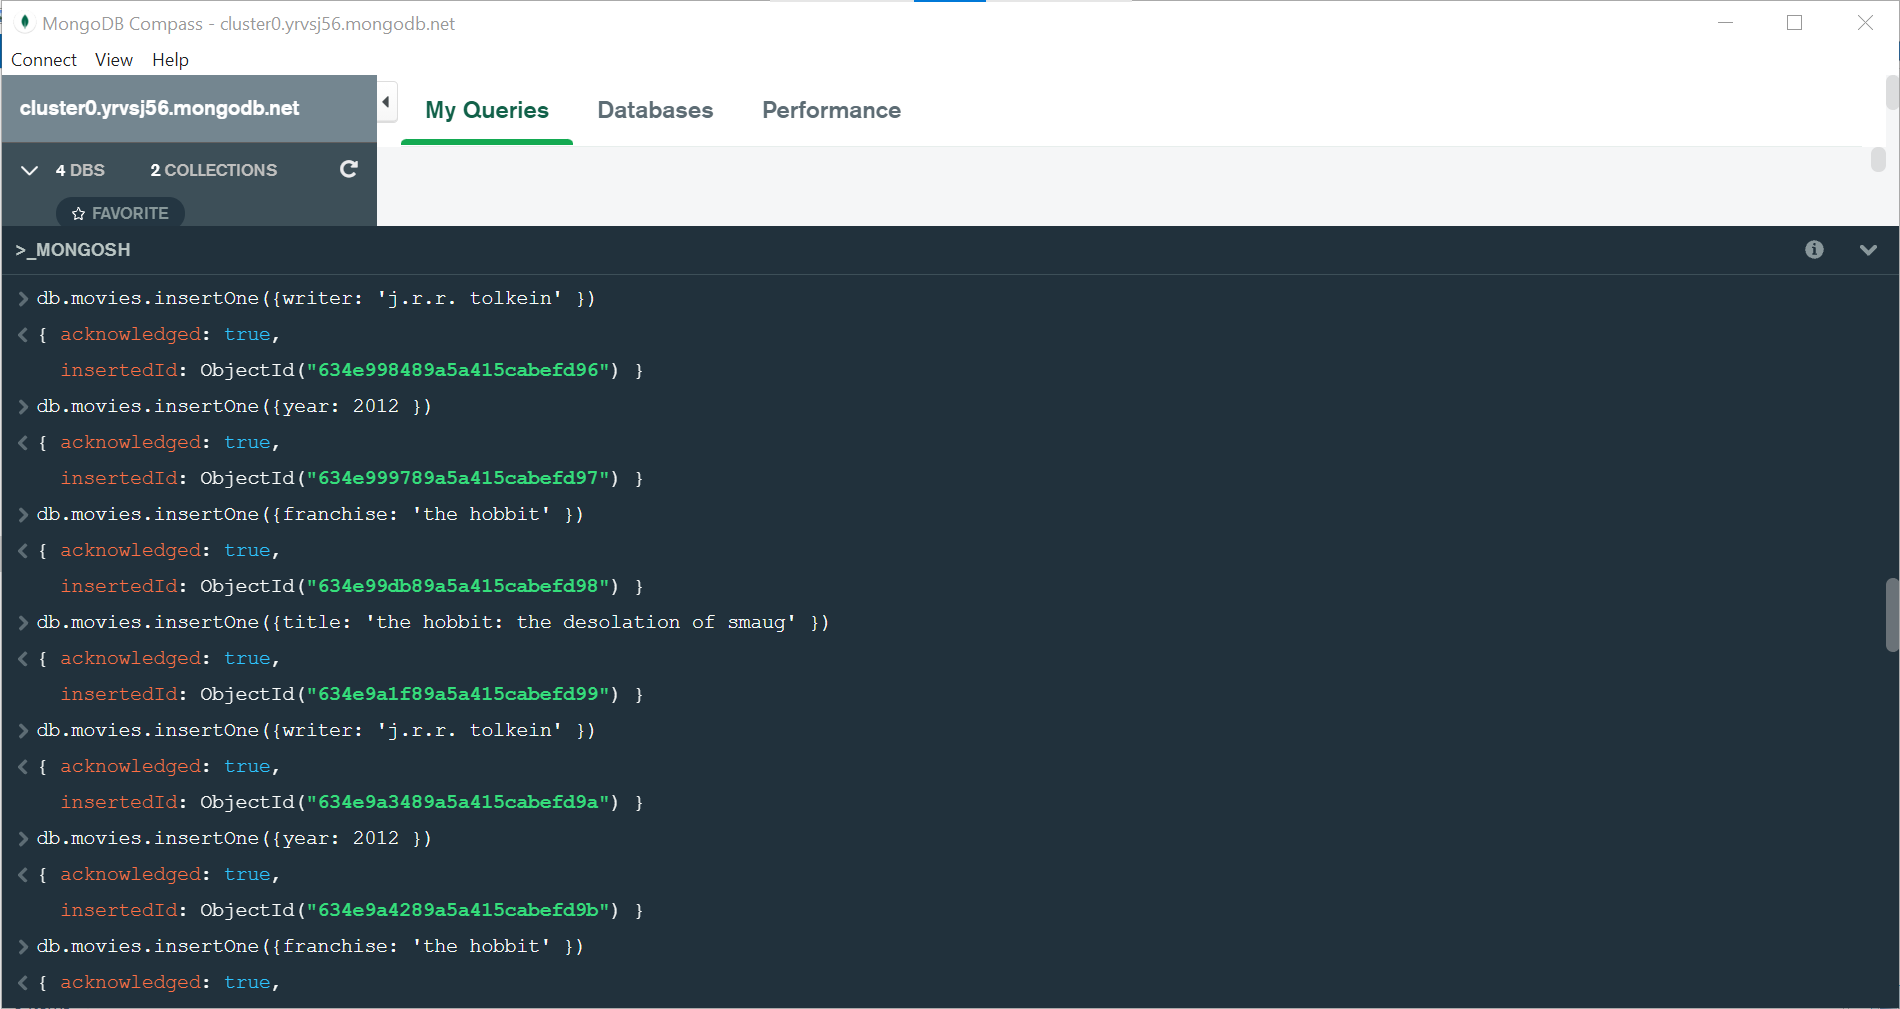 MongoDB Compass - cluster0.yrvsj56.mongodb.net
Connect View Help
cluster0.yrvsj56.mongodb.net
My Queries Databases Performance
4 DBS 2 COLLECTIONS
FAVORITE
>_MONGOSH
db.movies.insertOne({writer: 'j.r.r. tolkein' })
{ acknowledged: true,
insertedId: ObjectId("634e998489a5a415cabefd96") }
db.movies.insertOne({year: 2012 })
{ acknowledged: true,
insertedId: ObjectId("634e999789a5a415cabefd97") }
db.movies.insertOne({franchise: 'the hobbit' })
{ acknowledged: true,
insertedId: ObjectId("634e99db89a5a415cabefd98") }
db.movies.insertOne({title: 'the hobbit: the desolation of smaug' })
{ acknowledged: true,
insertedId: ObjectId("634e9a1f89a5a415cabefd99") }
db.movies.insertOne({writer: 'j.r.r. tolkein' })
{ acknowledged: true,
insertedId: ObjectId("634e9a3489a5a415cabefd9a") }
db.movies.insertOne({year: 2012 })
{ acknowledged: true,
insertedId: ObjectId("634e9a4289a5a415cabefd9b") }
db.movies.insertOne({franchise: 'the hobbit' })
{ acknowledged: true,